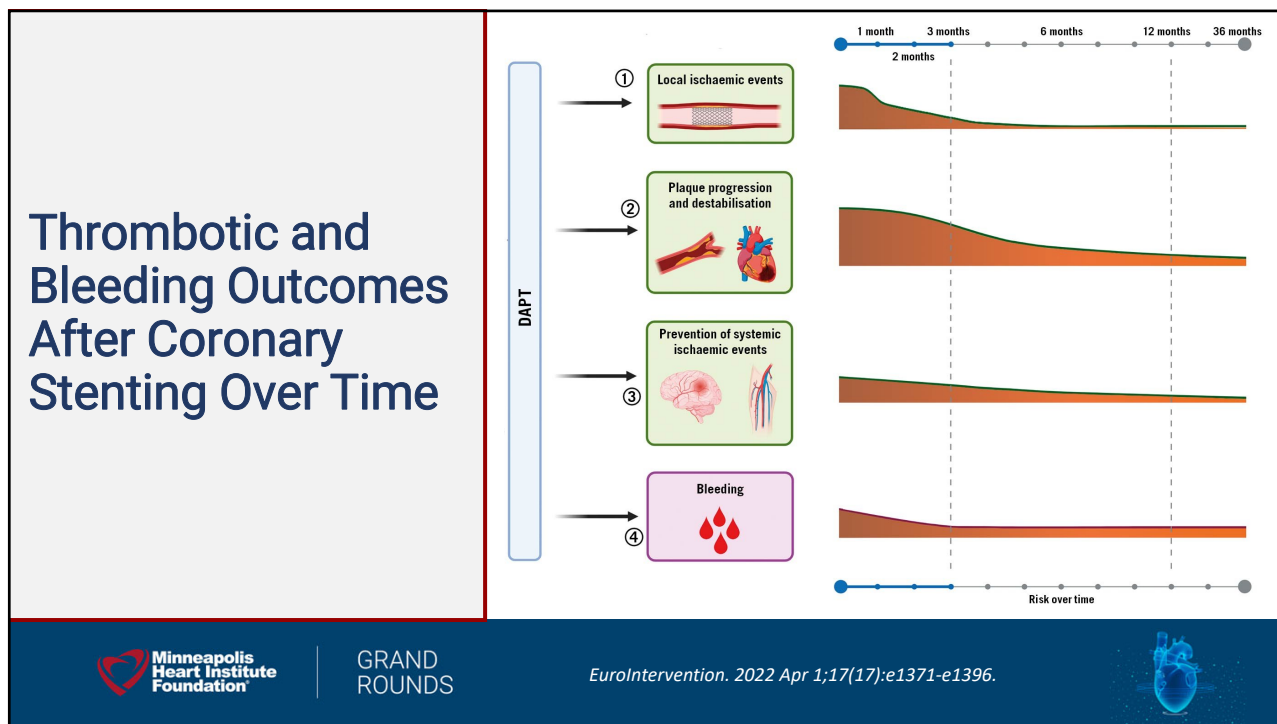 Thrombotic and
Bleeding Outcomes
After Coronary
Stenting Over Time
DAPT
①
Local ischaemic events
②
Plaque progression
and destabilisation
Prevention of systemic
ischaemic events
③
Bleeding
④
1 month
3 months
6 months
12 months
36 months
2 months
Risk over time
Minneapolis
Heart Institute
Foundation®
GRAND
ROUNDS
EuroIntervention. 2022 Apr 1;17(17):e1371-e1396.